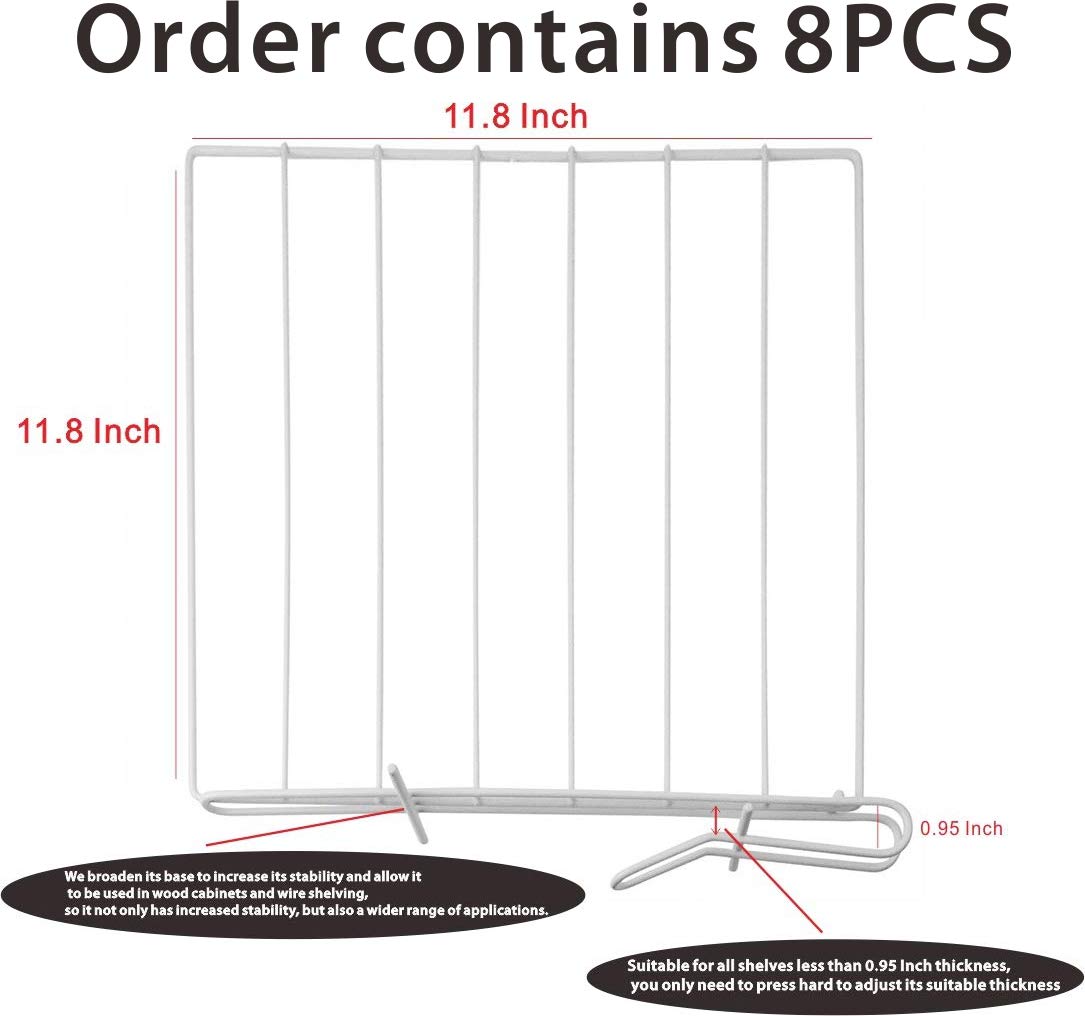 Order contains 8PCS
11.8 Inch
11.8 Inch
0.95 Inch
We broaden its base to increase its stability and allow it
to be used in wood cabinets and wire shelving,
so it not only has increased stability, but also a wider range of applications.
Suitable for all shelves less than 0.95 Inch thickness,
you only need to press hard to adjust its suitable thickness